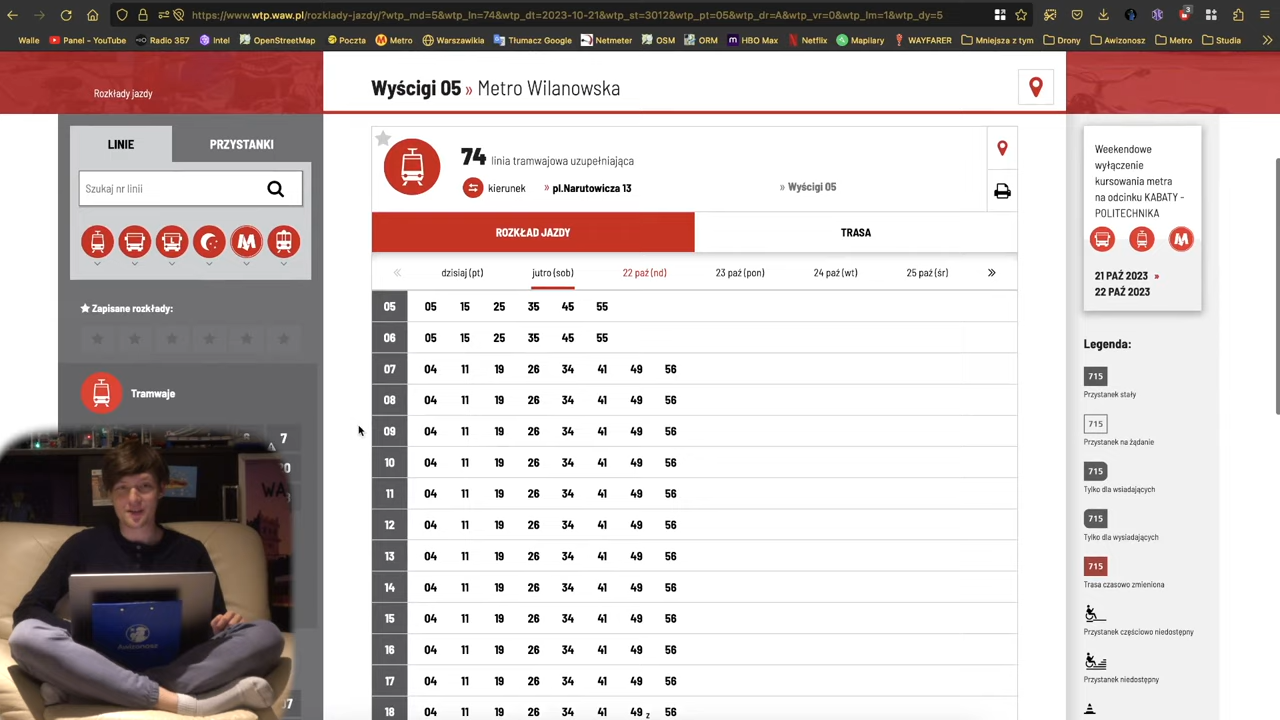 https://www.wtp.waw.pl/rozklady-jazdy/?wtp_md=5&wtp_ln=74&wtp_dt=2023-10-21&wtp_st=3012&wtp_pt=05&wtp_dr=A&wtp_vr=0&wtp_lm=1&wtp_dy=5
3
Walle Panel - YouTube Radio 357 Intel OpenStreetMap Poczta Metro Warszawikia Tłumacz Google Netmeter OSM ORM HBO Max Netflix Mapilary WAYFARER Mniejsza z tym Drony Awizonosz Metro Studia
Rozkłady jazdy
Wyścigi 05 » Metro Wilanowska
LINIE PRZYSTANKI
Szukaj nr linii
Zapisane rozkłady:
Tramwaje
7
74 linia tramwajowa uzupełniająca
kierunek » pl.Narutowicza 13 » Wyścigi 05
ROZKŁAD JAZDY TRASA
« dzisiaj (pt) jutro (sob) 22 paź (nd) 23 paź (pon) 24 paź (wt) 25 paź (śr) »
05 05 15 25 35 45 55
06 05 15 25 35 45 55
07 04 11 19 26 34 41 49 56
08 04 11 19 26 34 41 49 56
09 04 11 19 26 34 41 49 56
10 04 11 19 26 34 41 49 56
11 04 11 19 26 34 41 49 56
12 04 11 19 26 34 41 49 56
13 04 11 19 26 34 41 49 56
14 04 11 19 26 34 41 49 56
15 04 11 19 26 34 41 49 56
16 04 11 19 26 34 41 49 56
17 04 11 19 26 34 41 49 56
18 04 11 19 26 34 41 49 z 56
Weekendowe
wyłączenie
kursowania metra
na odcinku KABATY -
POLITECHNIKA
21 PAŹ 2023 »
22 PAŹ 2023
Legenda:
715
Przystanek stały
715
Przystanek na żądanie
715
Tylko dla wsiadających
715
Tylko dla wysiadających
715
Trasa czasowo zmieniona
Przystanek częściowo niedostępny
Przystanek niedostępny
Awizonosz